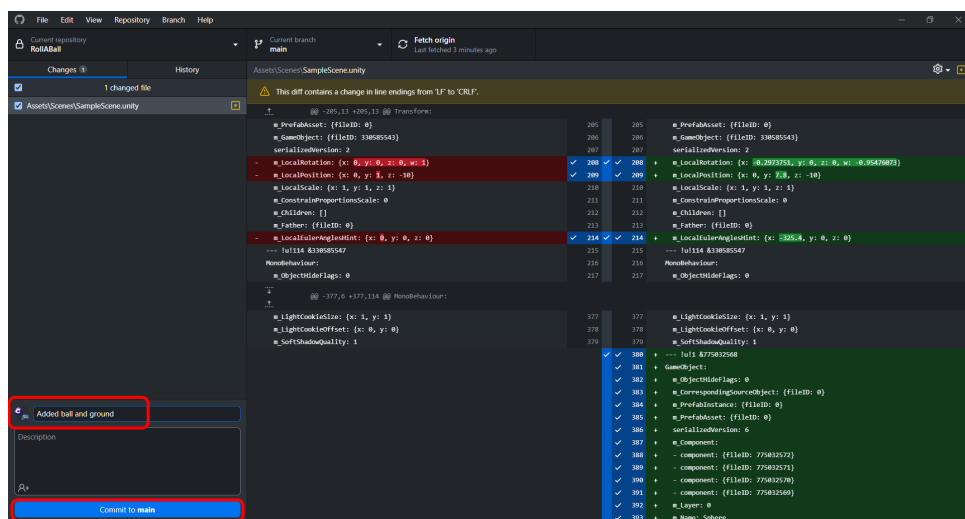 File Edit View Repository Branch Help
Current repository
RollABall
Current branch
main
Fetch origin
Last fetched 3 minutes ago
Changes 1
History
1 changed file
Assets\Scenes\SampleScene.unity
Added ball and ground
Description
Commit to main
Assets\Scenes\SampleScene.unity
This diff contains a change in line endings from 'LF' to 'CRLF'.
@@ -205,13 +205,13 @@ Transform:
m_PrefabAsset: {fileID: 0} 205 205 m_PrefabAsset: {fileID: 0}
m_GameObject: {fileID: 330585543} 206 206 m_GameObject: {fileID: 330585543}
serializedVersion: 2 207 207 serializedVersion: 2
- m_LocalRotation: {x: 0, y: 0, z: 0, w: 1} 208 208 + m_LocalRotation: {x: -0.2973751, y: 0, z: 0, w: -0.95476073}
- m_LocalPosition: {x: 0, y: 1, z: -10} 209 209 + m_LocalPosition: {x: 0, y: 7.8, z: -10}
m_LocalScale: {x: 1, y: 1, z: 1} 210 210 m_LocalScale: {x: 1, y: 1, z: 1}
m_ConstrainProportionsScale: 0 211 211 m_ConstrainProportionsScale: 0
m_Children: [] 212 212 m_Children: []
m_Father: {fileID: 0} 213 213 m_Father: {fileID: 0}
- m_LocalEulerAnglesHint: {x: 0, y: 0, z: 0} 214 214 + m_LocalEulerAnglesHint: {x: -325.4, y: 0, z: 0}
--- !u!114 &330585547 215 215 --- !u!114 &330585547
MonoBehaviour: 216 216 MonoBehaviour:
m_ObjectHideFlags: 0 217 217 m_ObjectHideFlags: 0
@@ -377,6 +377,114 @@ MonoBehaviour:
m_LightCookieSize: {x: 1, y: 1} 377 377 m_LightCookieSize: {x: 1, y: 1}
m_LightCookieOffset: {x: 0, y: 0} 378 378 m_LightCookieOffset: {x: 0, y: 0}
m_SoftShadowQuality: 1 379 379 m_SoftShadowQuality: 1
380 + --- !u!1 &775032568
381 + GameObject:
382 + m_ObjectHideFlags: 0
383 + m_CorrespondingSourceObject: {fileID: 0}
384 + m_PrefabInstance: {fileID: 0}
385 + m_PrefabAsset: {fileID: 0}
386 + serializedVersion: 6
387 + m_Component:
388 + - component: {fileID: 775032572}
389 + - component: {fileID: 775032571}
390 + - component: {fileID: 775032570}
391 + - component: {fileID: 775032569}
392 + m_Layer: 0
393 + m_Name: Sphere